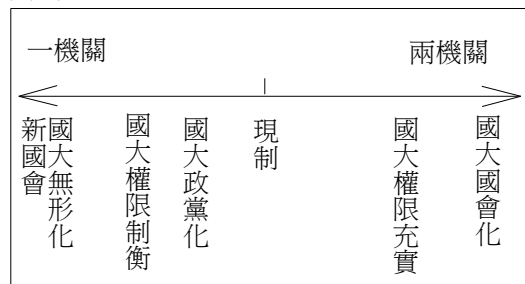 一機關
兩機關
新國會
國大無形化
國大權限制衡
國大政黨化
現制
國大權限充實
國大國會化